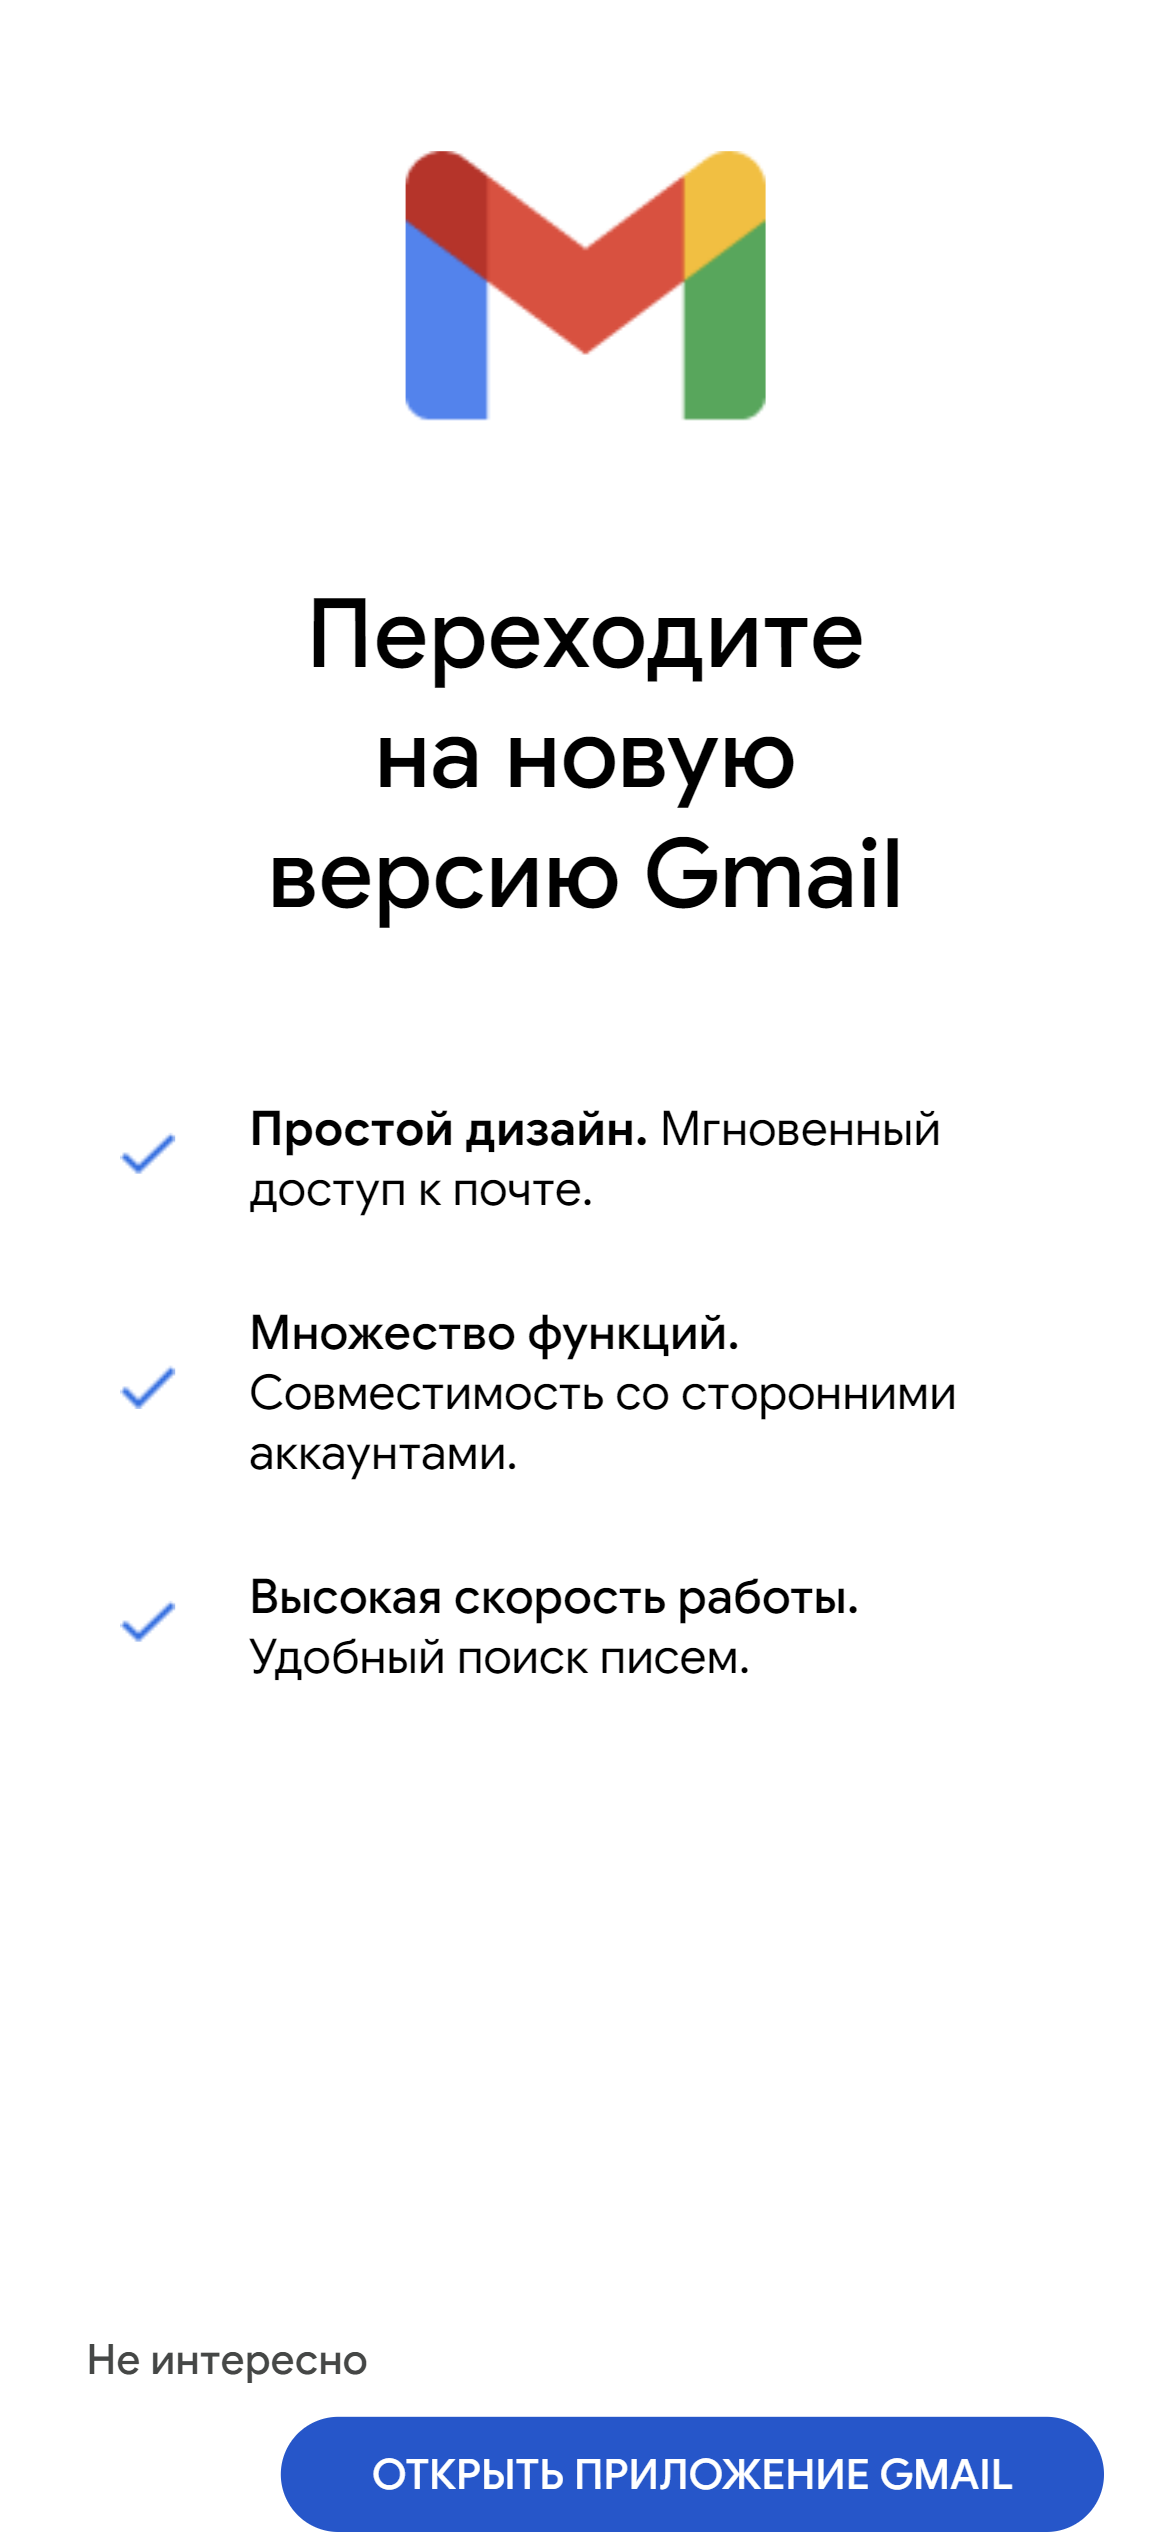 Переходите
на новую
версию Gmail
Простой дизайн. Мгновенный
доступ к почте.
Множество функций.
Совместимость со сторонними
аккаунтами.
Высокая скорость работы.
Удобный поиск писем.
Не интересно
ОТКРЫТЬ ПРИЛОЖЕНИЕ GMAIL